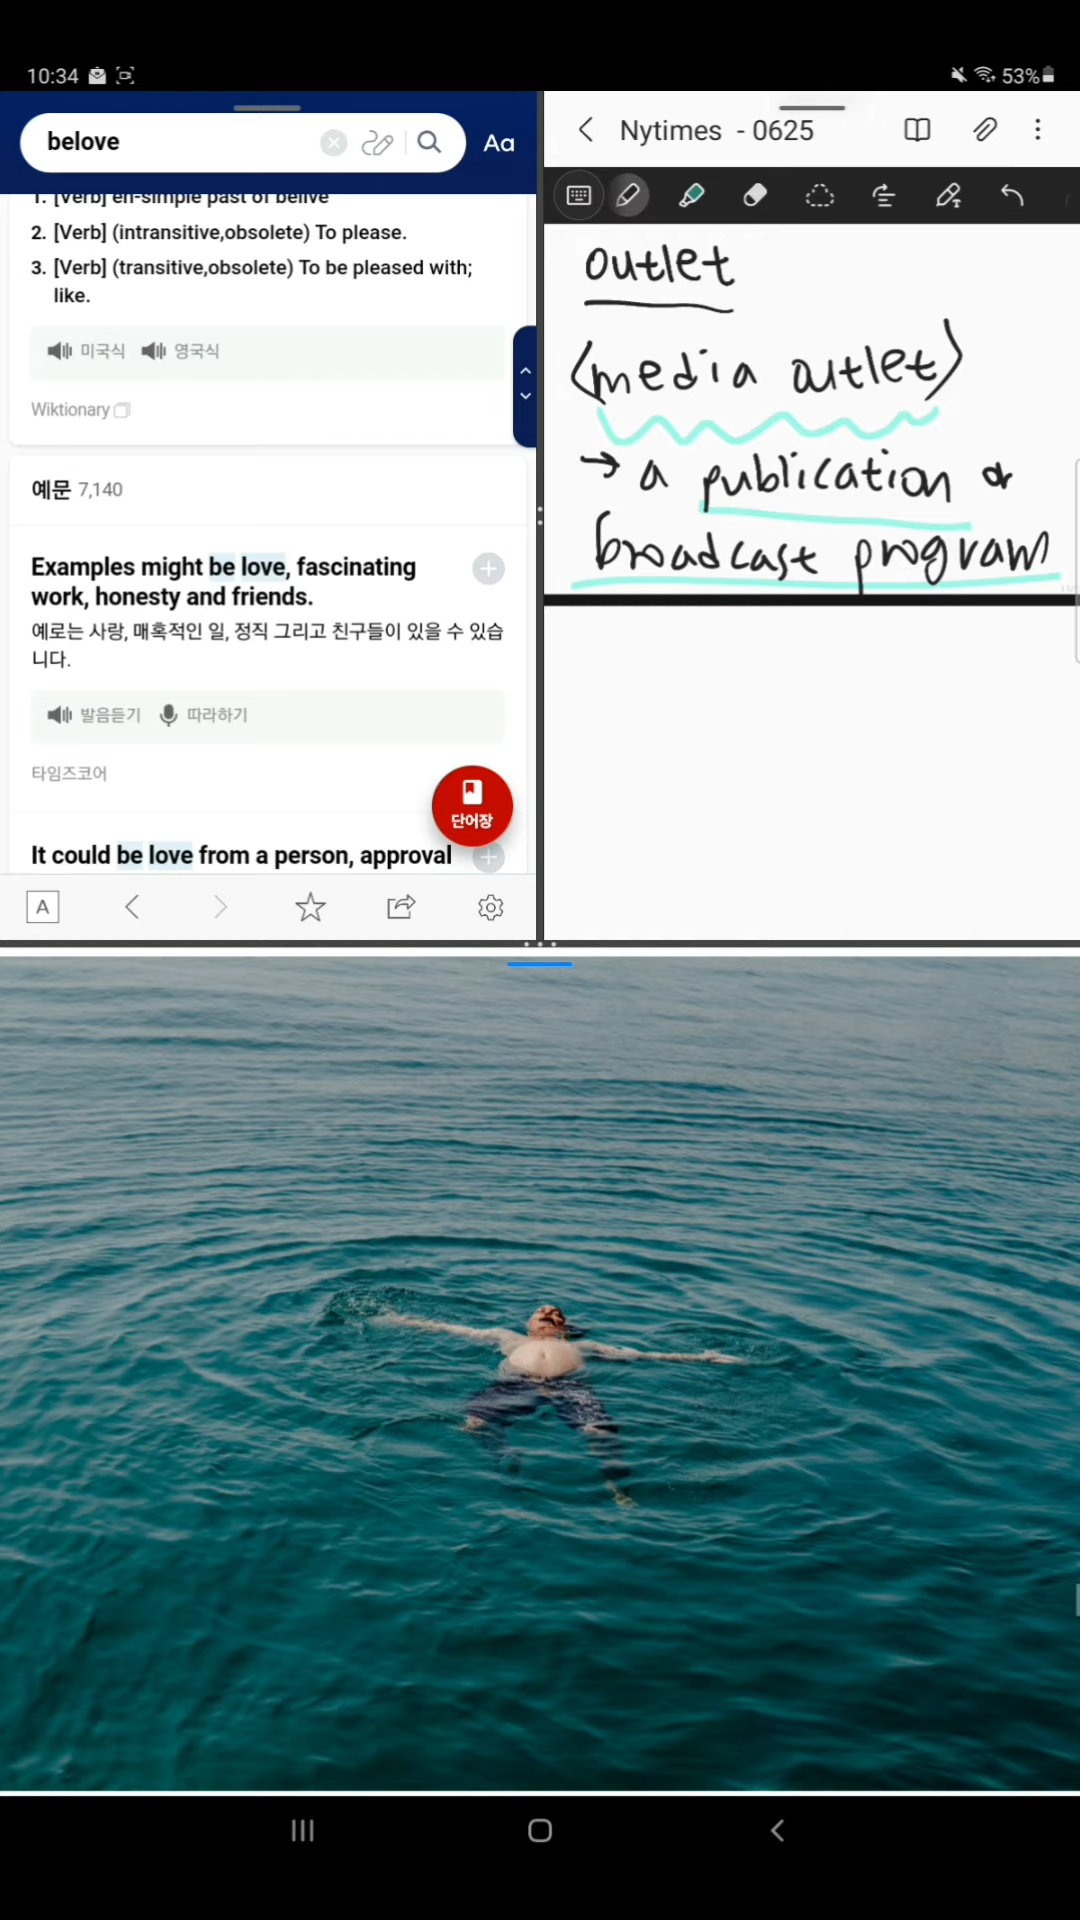 10:34
53%
belove
Aa
1. [Verb] en-simple past of belive
2. [Verb] (intransitive,obsolete) To please.
3. [Verb] (transitive,obsolete) To be pleased with;
like.
미국식 영국식
Wiktionary
예문 7,140
Examples might be love, fascinating
work, honesty and friends.
예로는 사랑, 매혹적인 일, 정직 그리고 친구들이 있을 수 있습
니다.
발음듣기 따라하기
타임즈코어
단어장
It could be love from a person, approval
A
Nytimes - 0625
outlet
<media outlet>
→ a publication or
broadcast program